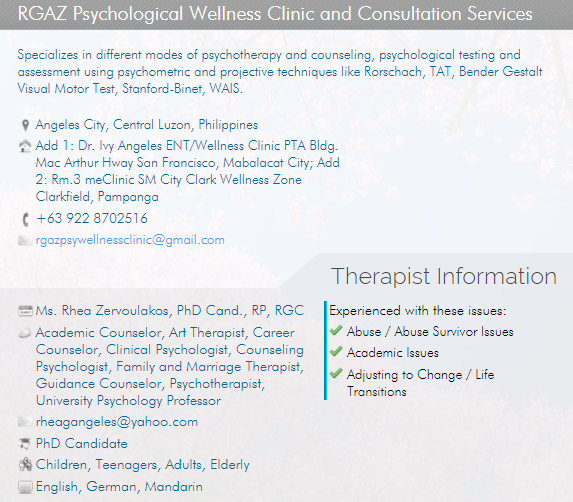 RGAZ Psychological Wellness Clinic and Consultation Services
Specializes in different modes of psychotherapy and counseling, psychological testing and
assessment using psychometric and projective techniques like Rorschach, TAT, Bender Gestalt
Visual Motor Test, Stanford-Binet, WAIS.
Angeles City, Central Luzon, Philippines
Add 1: Dr. Ivy Angeles ENT/Wellness Clinic PTA Bldg.
Mac Arthur Hway San Francisco, Mabalacat City; Add
2: Rm.3 meClinic SM City Clark Wellness Zone
Clarkfield, Pampanga
+63 922 8702516
rgazpsywellnessclinic@gmail.com
Therapist Information
Ms. Rhea Zervoulakos, PhD Cand., RP, RGC
Academic Counselor, Art Therapist, Career
Counselor, Clinical Psychologist, Counseling
Psychologist, Family and Marriage Therapist,
Guidance Counselor, Psychotherapist,
University Psychology Professor
rheagangeles@yahoo.com
PhD Candidate
Children, Teenagers, Adults, Elderly
English, German, Mandarin
Experienced with these issues:
Abuse / Abuse Survivor Issues
Academic Issues
Adjusting to Change / Life
Transitions